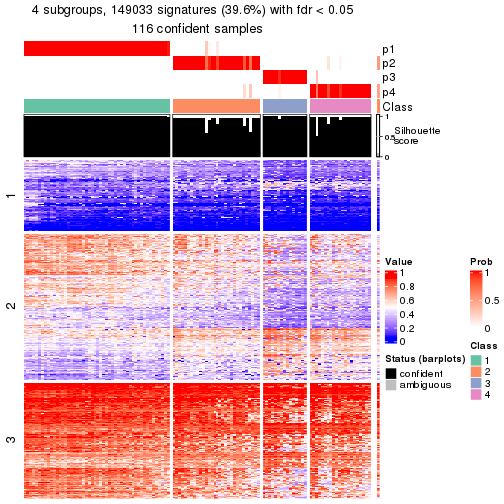 4 subgroups, 149033 signatures (39.6%) with fdr < 0.05
116 confident samples
p1
p2
p3
p4
Class
1
0.5
0
Silhouette
score
1
2
3
Value
1
0.8
0.6
0.4
0.2
0
Status (barplots)
confident
ambiguous
Prob
1
0.5
0
Class
1
2
3
4